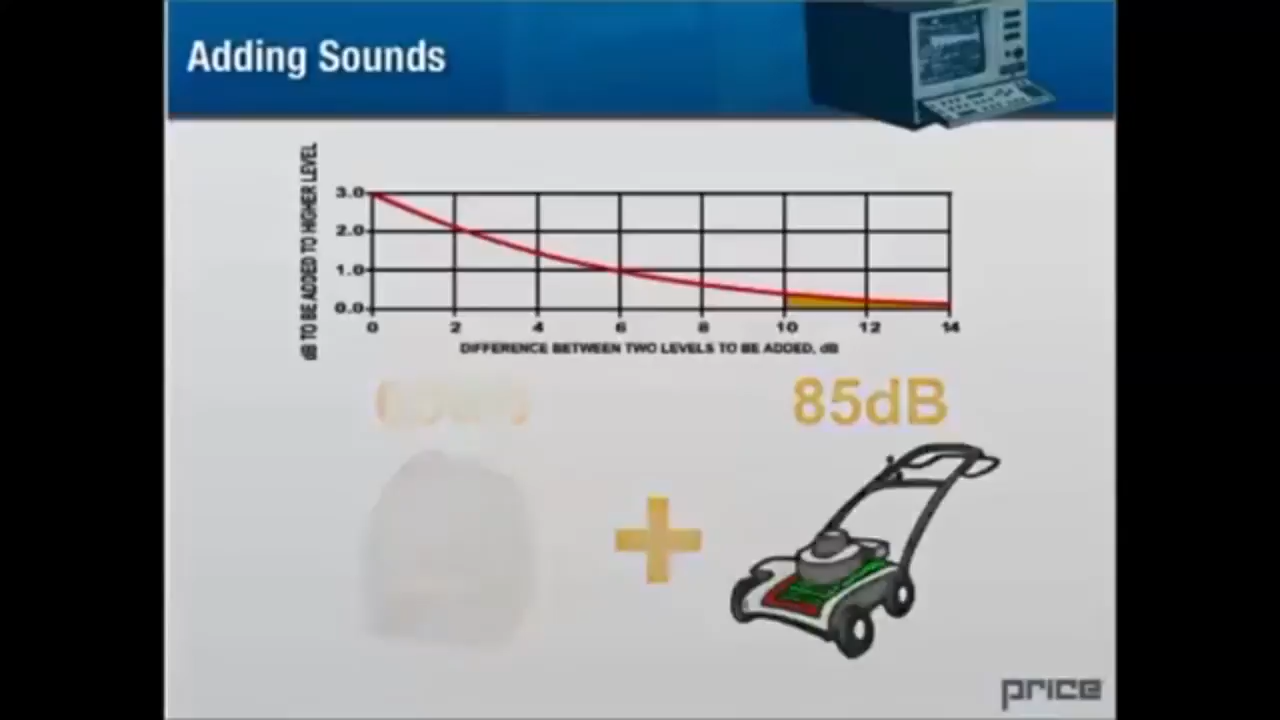 Adding Sounds
dB TO BE ADDED TO HIGHER LEVEL
3.0
2.0
1.0
0.0
0 2 4 6 8 10 12 14
DIFFERENCE BETWEEN TWO LEVELS TO BE ADDED, dB
85dB
price